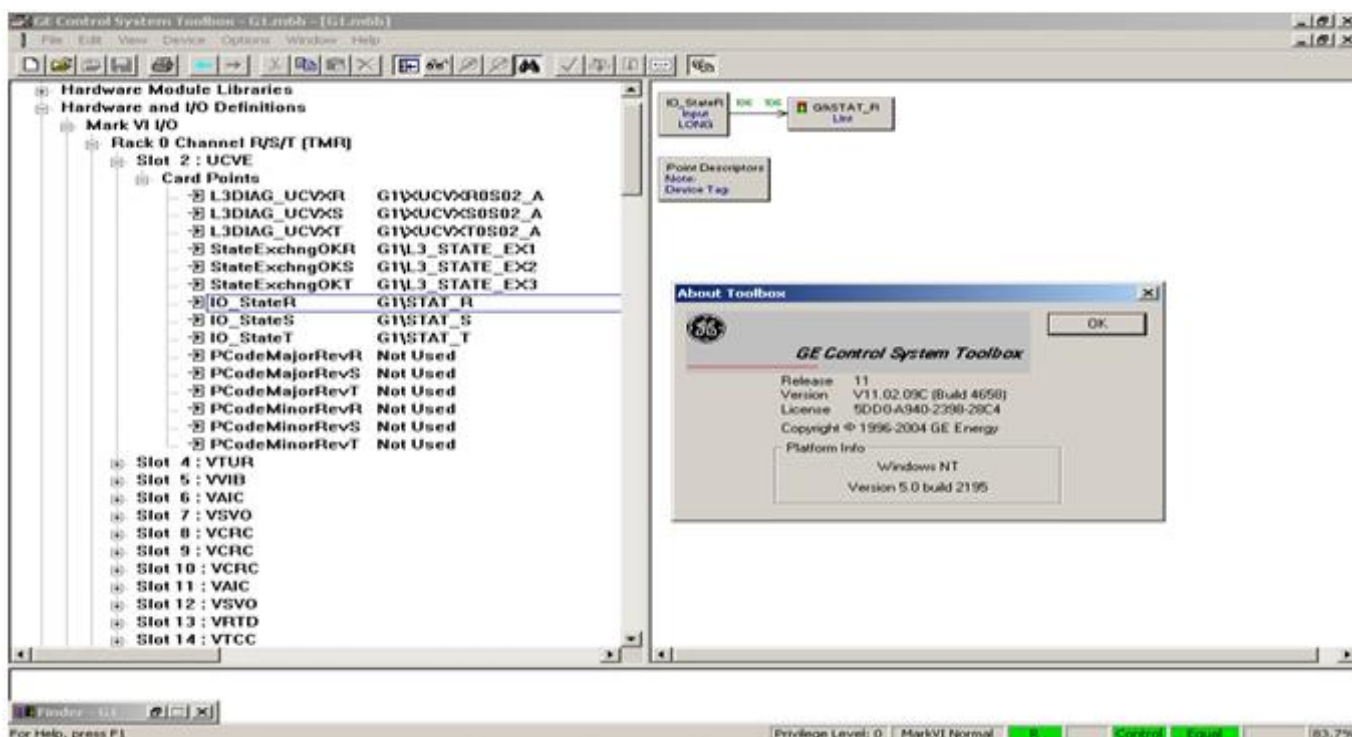 GE Control System Toolbox - G1.m6b - [G1.m6b]
File Edit View Device Options Window Help
Hardware Module Libraries
Hardware and I/O Definitions
Mark VI I/O
Rack 0 Channel R/S/T (TMR)
Slot 2 : UCVE
Card Points
L3DIAG_UCVXR G1\XUCVXR0S02_A
L3DIAG_UCVXS G1\XUCVXS0S02_A
L3DIAG_UCVXT G1\XUCVXT0S02_A
StateExchngOKR G1\L3_STATE_EX1
StateExchngOKS G1\L3_STATE_EX2
StateExchngOKT G1\L3_STATE_EX3
IO_StateR G1\STAT_R
IO_StateS G1\STAT_S
IO_StateT G1\STAT_T
PCodeMajorRevR Not Used
PCodeMajorRevS Not Used
PCodeMajorRevT Not Used
PCodeMinorRevR Not Used
PCodeMinorRevS Not Used
PCodeMinorRevT Not Used
Slot 4 : VTUR
Slot 5 : VVIB
Slot 6 : VAIC
Slot 7 : VSVO
Slot 8 : VCRC
Slot 9 : VCRC
Slot 10 : VCRC
Slot 11 : VAIC
Slot 12 : VSVO
Slot 13 : VRTD
Slot 14 : VTCC
IO_StateR
Input
LONG
106 106
G1\STAT_R
Point Descriptors
Note:
Device Tag:
About Toolbox
OK
GE Control System Toolbox
Release 11
Version V11.02.09C (Build 4658)
License 5DD0-A940-2398-28C4
Copyright © 1996-2004 GE Energy
Platform Info
Windows NT
Version 5.0 build 2195
Finder - G1
For Help, press F1
Privilege Level: 0 MarkVI Normal R Control Equal 83.7%